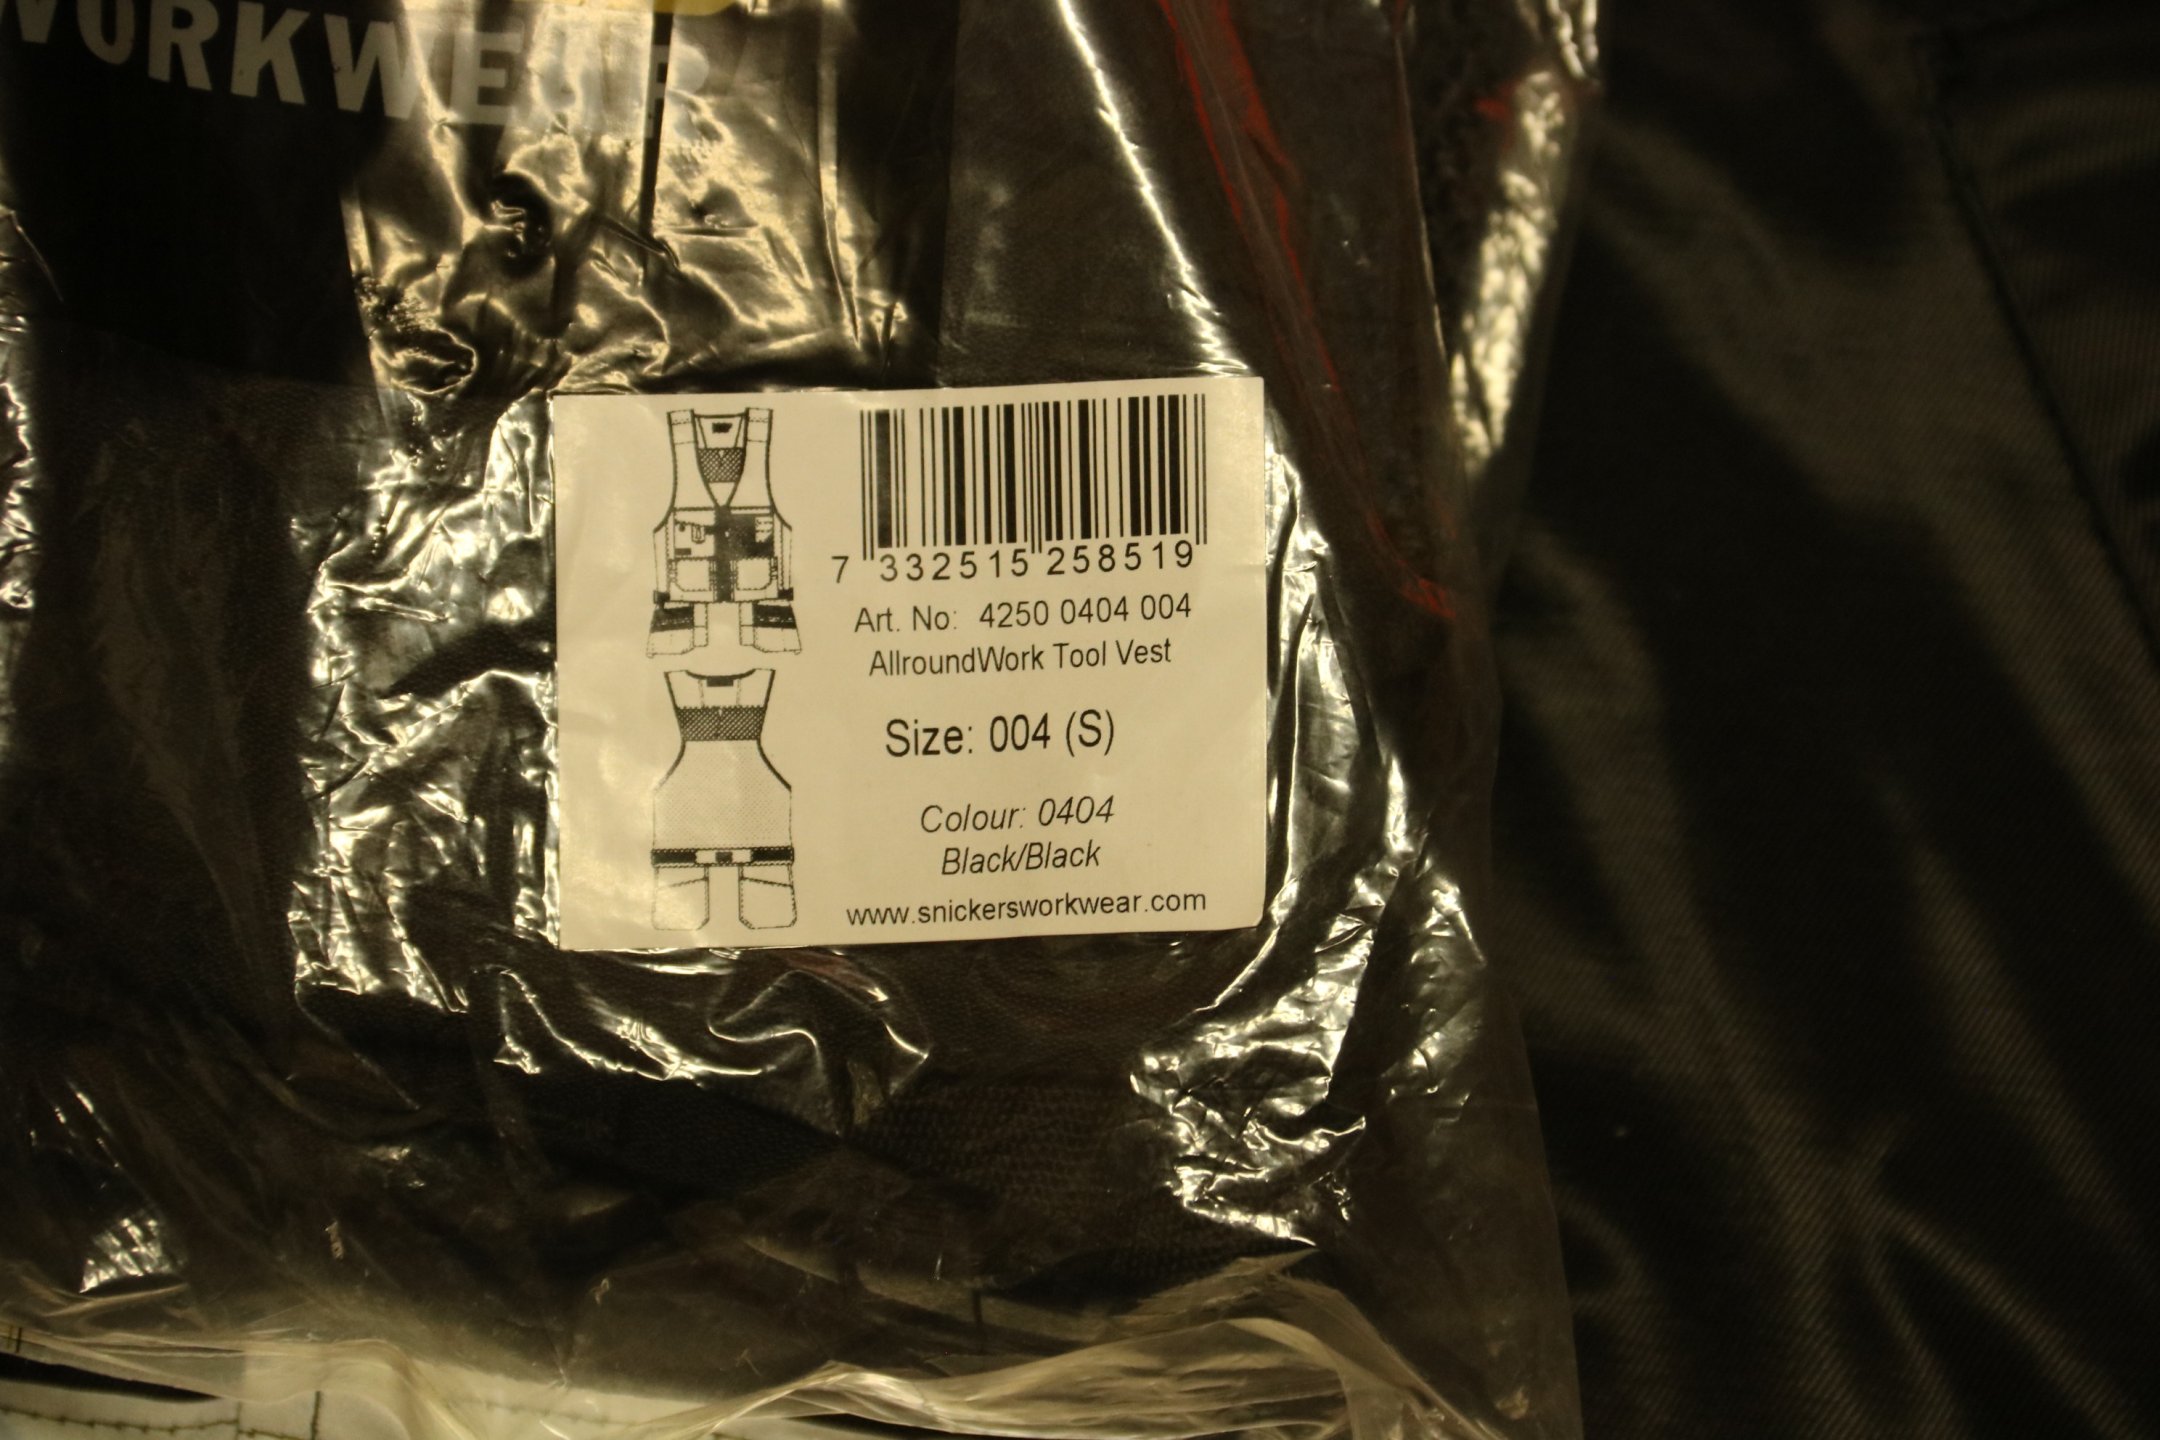 WORKWEAR
7 332515 258519
Art. No: 4250 0404 004
AllroundWork Tool Vest
Size: 004 (S)
Colour: 0404
Black/Black
www.snickersworkwear.com